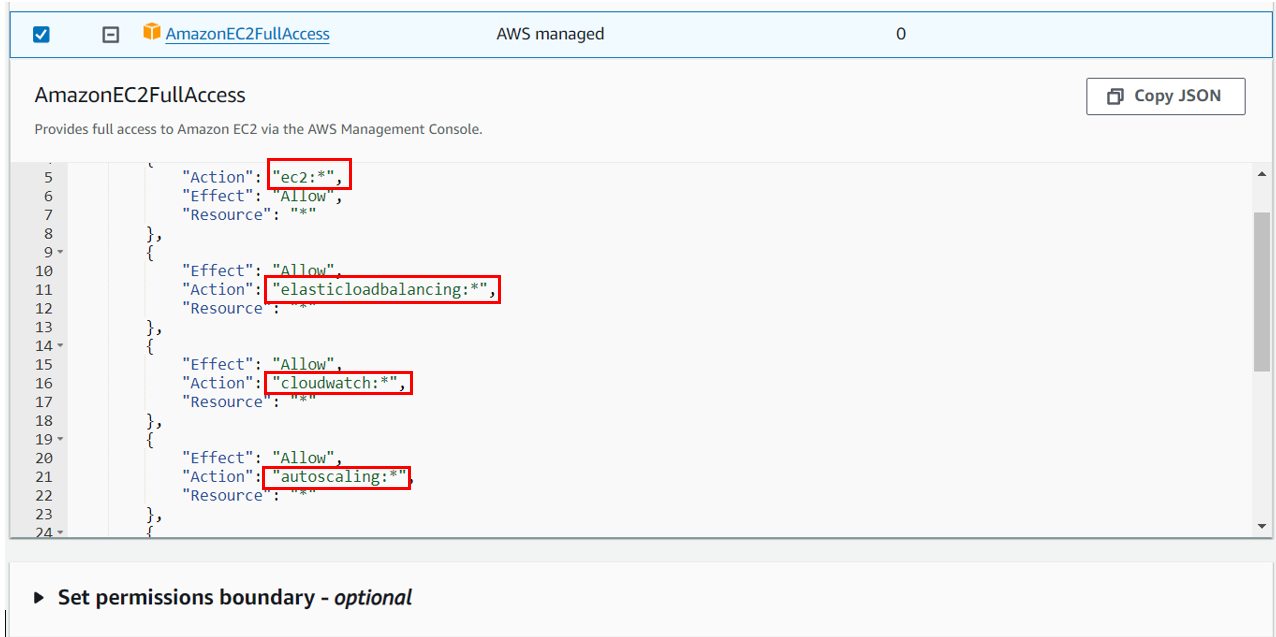 AmazonEC2FullAccess AWS managed 0
AmazonEC2FullAccess
Copy JSON
Provides full access to Amazon EC2 via the AWS Management Console.
{
5 "Action": "ec2:*",
6 "Effect": "Allow",
7 "Resource": "*"
8 },
9 {
10 "Effect": "Allow",
11 "Action": "elasticloadbalancing:*",
12 "Resource": "*"
13 },
14 {
15 "Effect": "Allow",
16 "Action": "cloudwatch:*",
17 "Resource": "*"
18 },
19 {
20 "Effect": "Allow",
21 "Action": "autoscaling:*",
22 "Resource": "*"
23 },
24 {
Set permissions boundary - optional